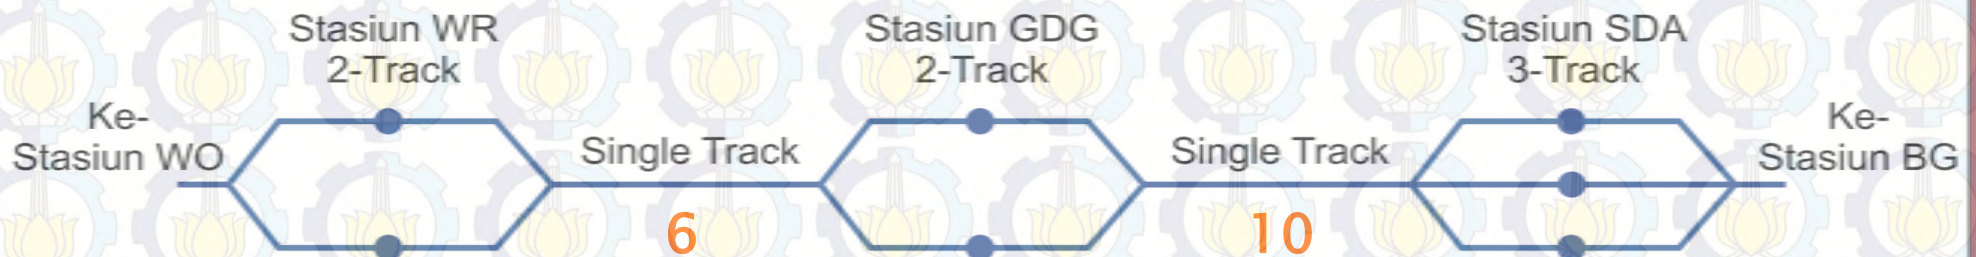 Stasiun WR
2-Track
Stasiun GDG
2-Track
Stasiun SDA
3-Track
Ke-
Stasiun WO
Single Track
Single Track
Ke-
Stasiun BG
6
10